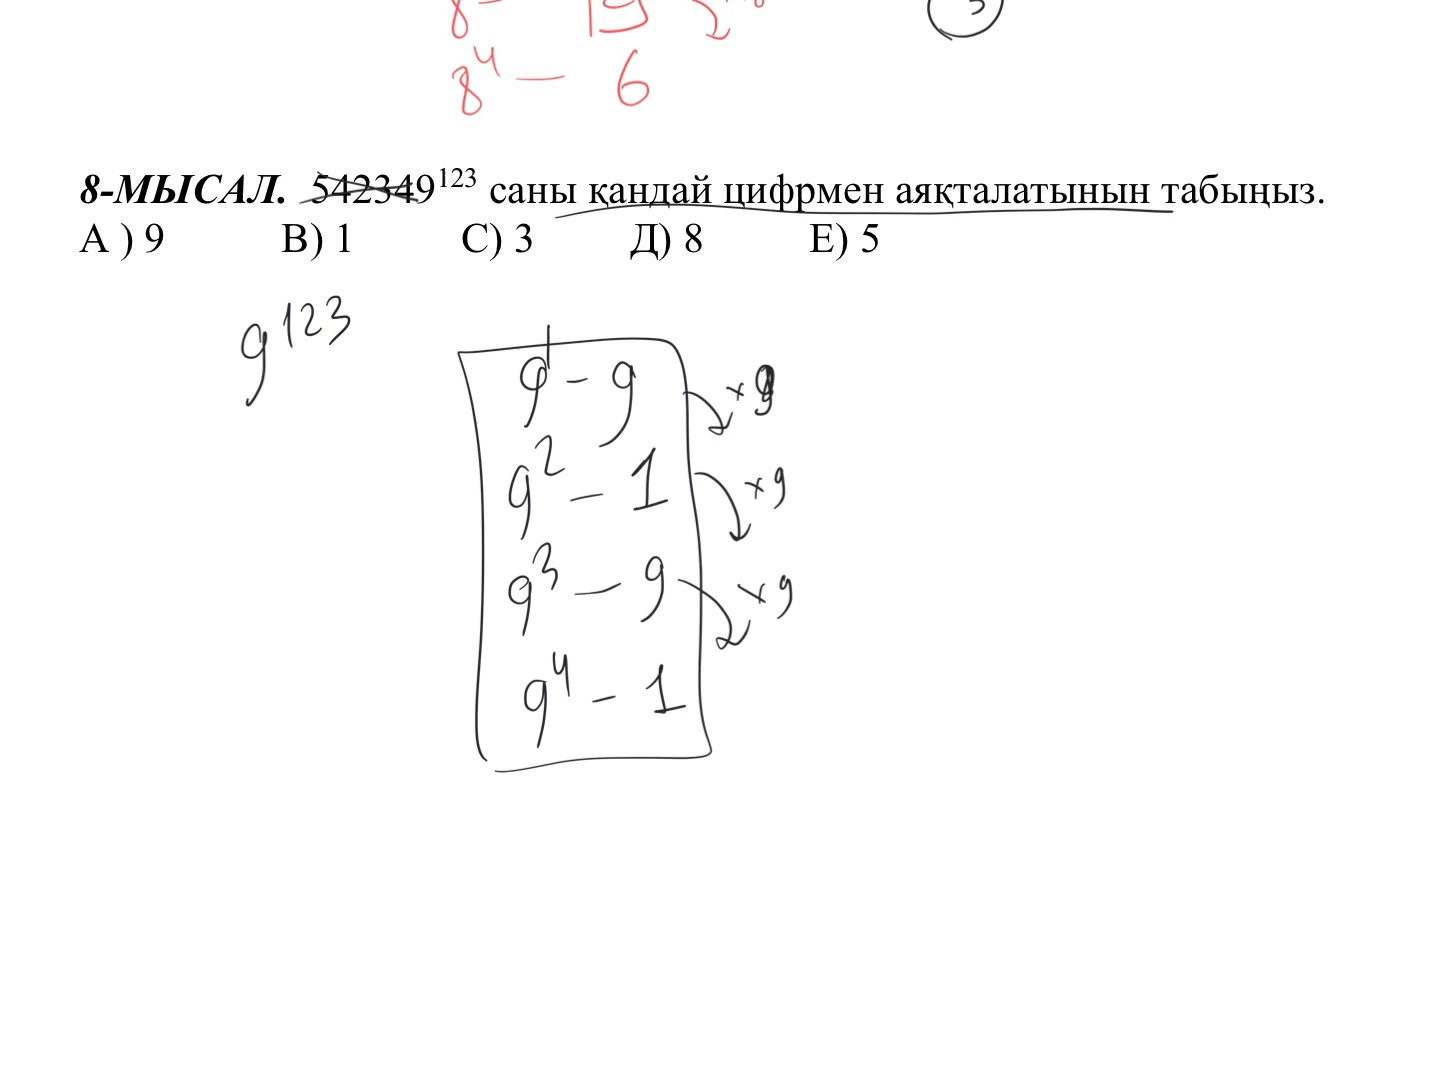 8⁴ – 6
8-МЫСАЛ. 542349¹²³ саны қандай цифрмен аяқталатынын табыңыз.
А ) 9 В) 1 С) 3 Д) 8 Е) 5
9¹²³
9¹ – 9 ×9
9² – 1 ×9
9³ – 9 ×9
9⁴ – 1